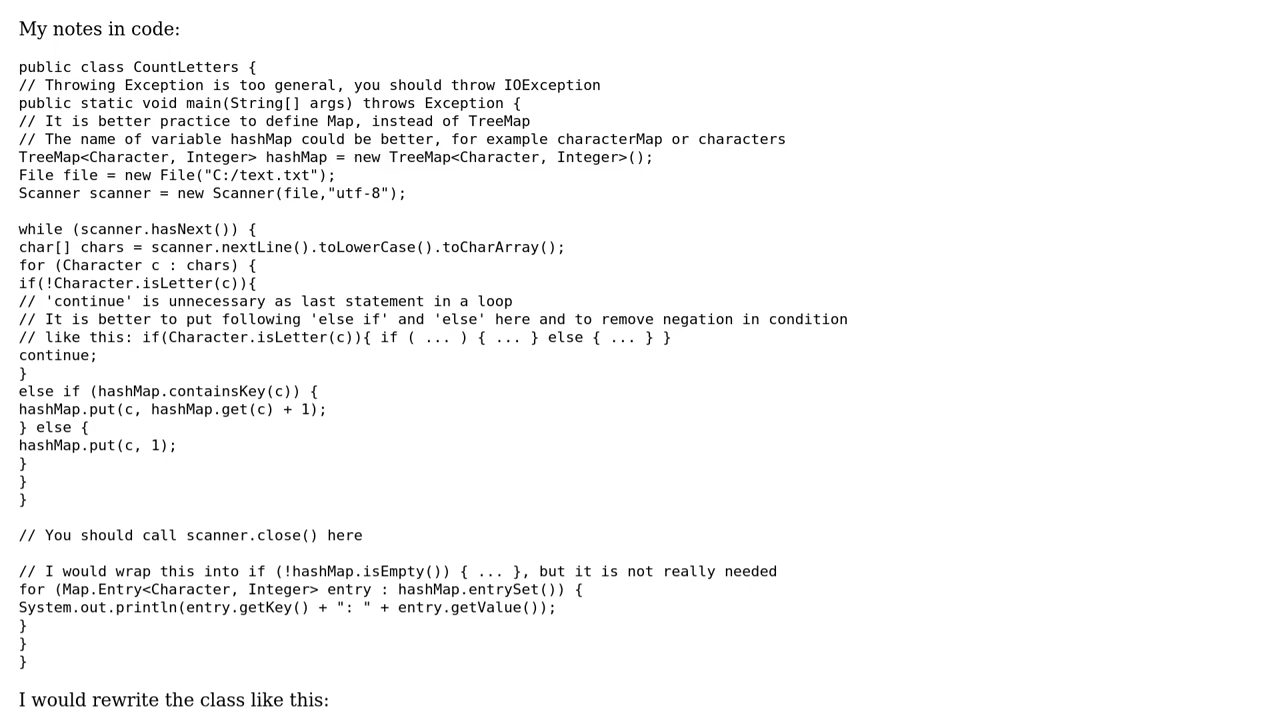 My notes in code:
public class CountLetters {
// Throwing Exception is too general, you should throw IOException
public static void main(String[] args) throws Exception {
// It is better practice to define Map, instead of TreeMap
// The name of variable hashMap could be better, for example characterMap or characters
TreeMap<Character, Integer> hashMap = new TreeMap<Character, Integer>();
File file = new File("C:/text.txt");
Scanner scanner = new Scanner(file,"utf-8");
while (scanner.hasNext()) {
char[] chars = scanner.nextLine().toLowerCase().toCharArray();
for (Character c : chars) {
if(!Character.isLetter(c)){
// 'continue' is unnecessary as last statement in a loop
// It is better to put following 'else if' and 'else' here and to remove negation in condition
// like this: if(Character.isLetter(c)){ if ( ... ) { ... } else { ... } }
continue;
}
else if (hashMap.containsKey(c)) {
hashMap.put(c, hashMap.get(c) + 1);
} else {
hashMap.put(c, 1);
}
}
}
// You should call scanner.close() here
// I would wrap this into if (!hashMap.isEmpty()) { ... }, but it is not really needed
for (Map.Entry<Character, Integer> entry : hashMap.entrySet()) {
System.out.println(entry.getKey() + ": " + entry.getValue());
}
}
}
I would rewrite the class like this: